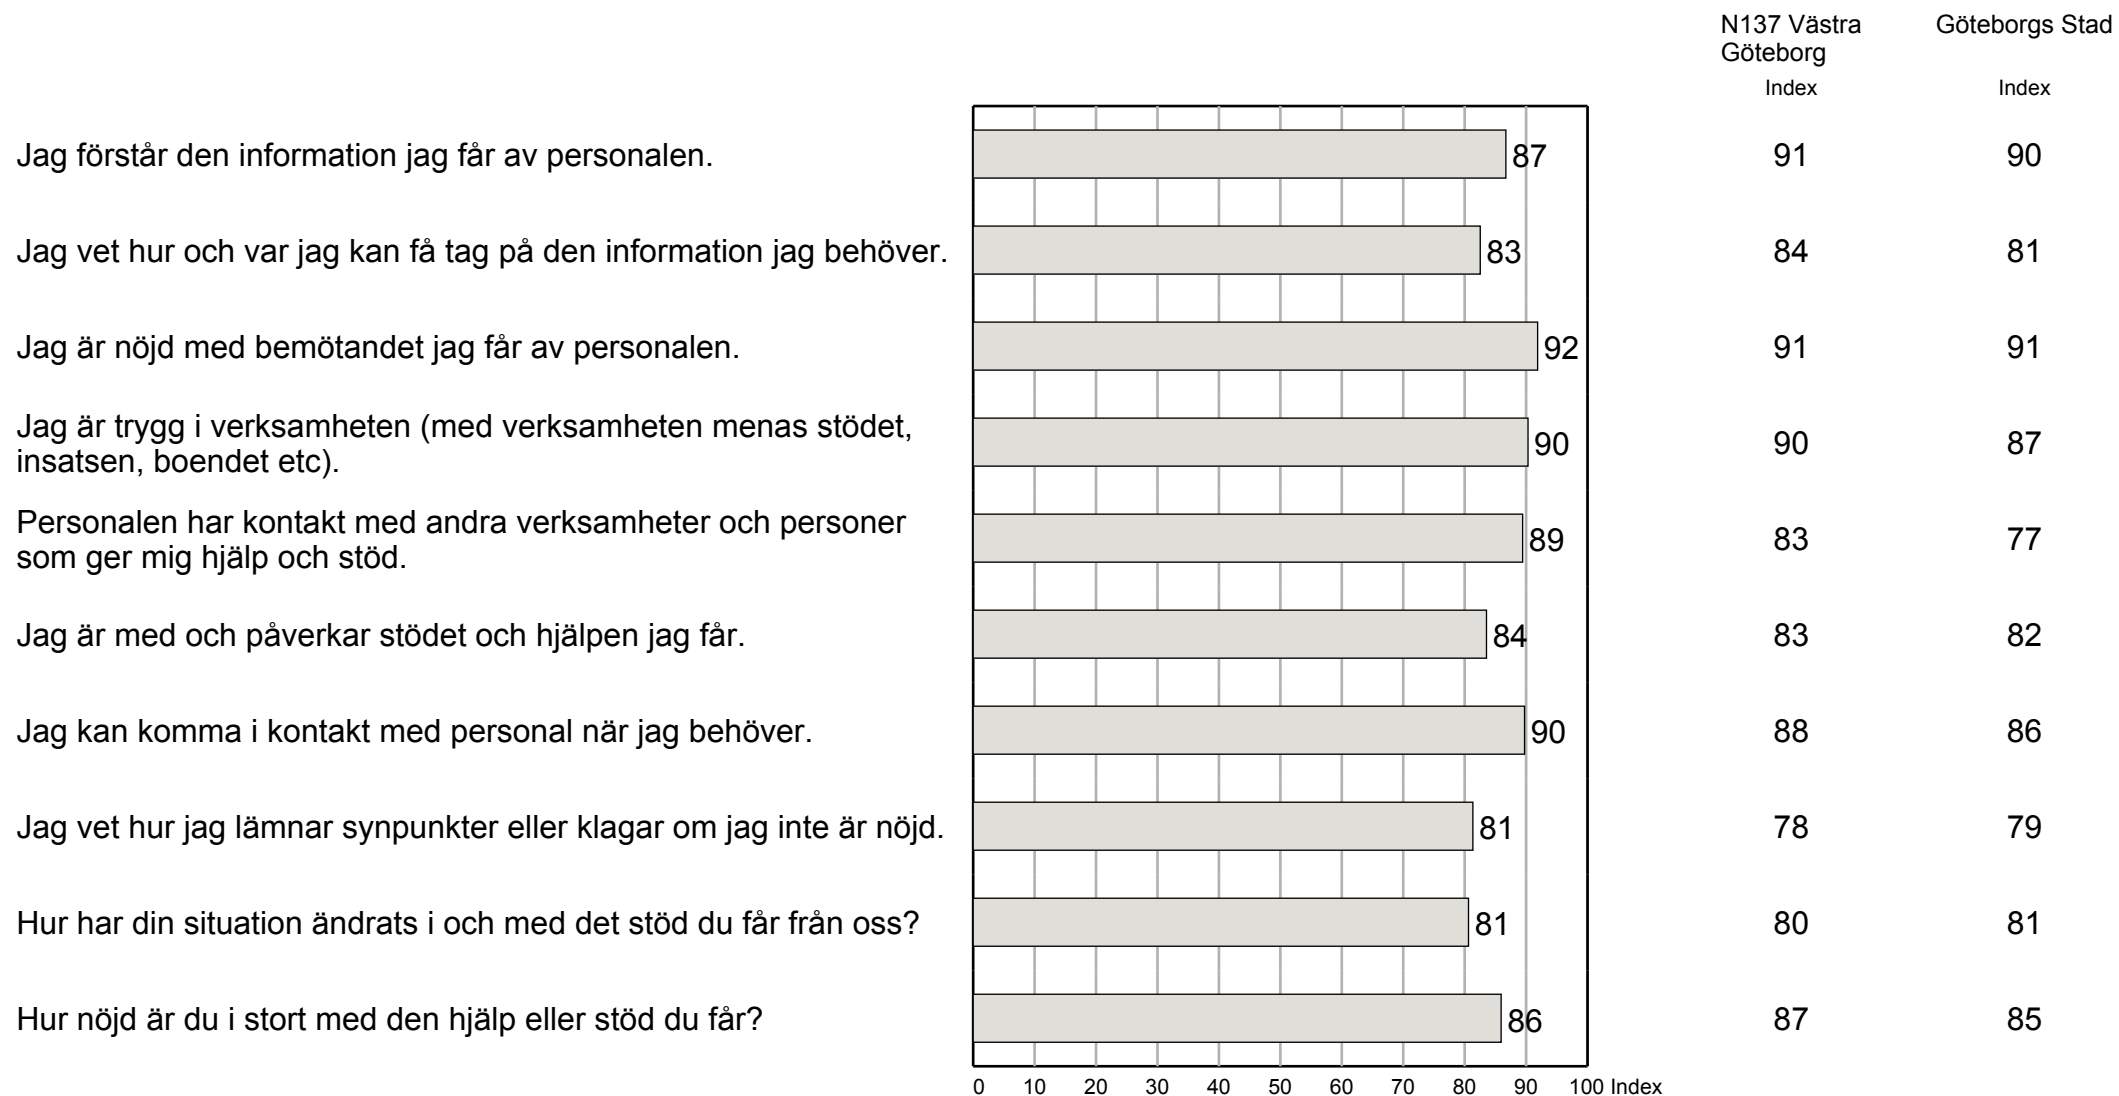 N137 Västra
Göteborg
Göteborgs Stad
Index
Index
Jag förstår den information jag får av personalen.
87
91
90
Jag vet hur och var jag kan få tag på den information jag behöver.
83
84
81
Jag är nöjd med bemötandet jag får av personalen.
92
91
91
Jag är trygg i verksamheten (med verksamheten menas stödet,
insatsen, boendet etc).
90
90
87
Personalen har kontakt med andra verksamheter och personer
som ger mig hjälp och stöd.
89
83
77
Jag är med och påverkar stödet och hjälpen jag får.
84
83
82
Jag kan komma i kontakt med personal när jag behöver.
90
88
86
Jag vet hur jag lämnar synpunkter eller klagar om jag inte är nöjd.
81
78
79
Hur har din situation ändrats i och med det stöd du får från oss?
81
80
81
Hur nöjd är du i stort med den hjälp eller stöd du får?
86
87
85
0 10 20 30 40 50 60 70 80 90 100 Index